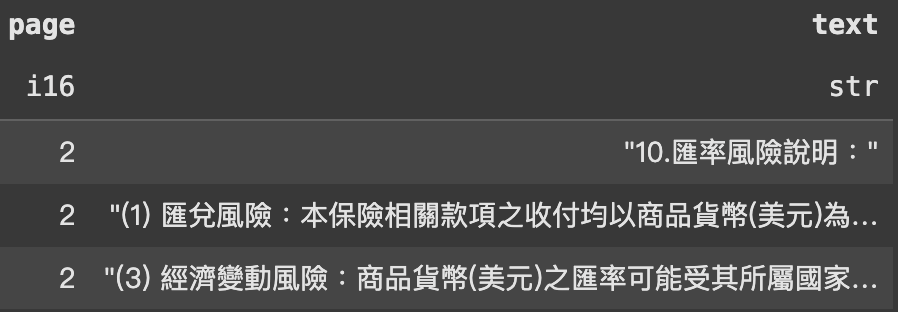 page text
i16 str
2 "10.匯率風險說明："
2 "(1) 匯兌風險：本保險相關款項之收付均以商品貨幣(美元)為…
2 "(3) 經濟變動風險：商品貨幣(美元)之匯率可能受其所屬國家…